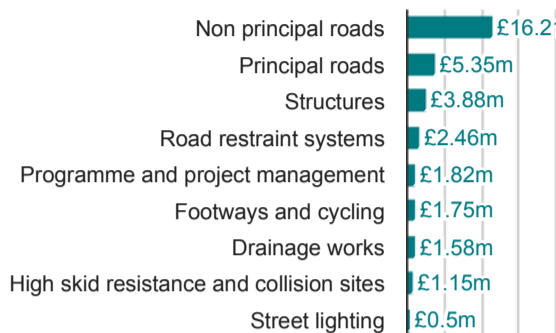 Non principal roads £16.2
Principal roads £5.35m
Structures £3.88m
Road restraint systems £2.46m
Programme and project management £1.82m
Footways and cycling £1.75m
Drainage works £1.58m
High skid resistance and collision sites £1.15m
Street lighting £0.5m